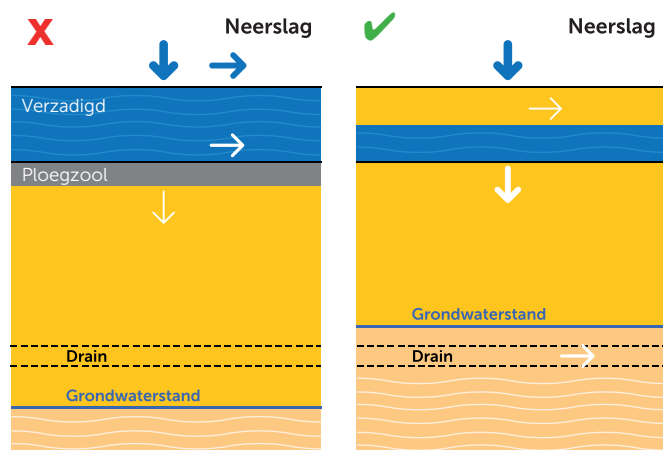 X
Neerslag
Verzadigd
Ploegzool
Drain
Grondwaterstand
Neerslag
Grondwaterstand
Drain